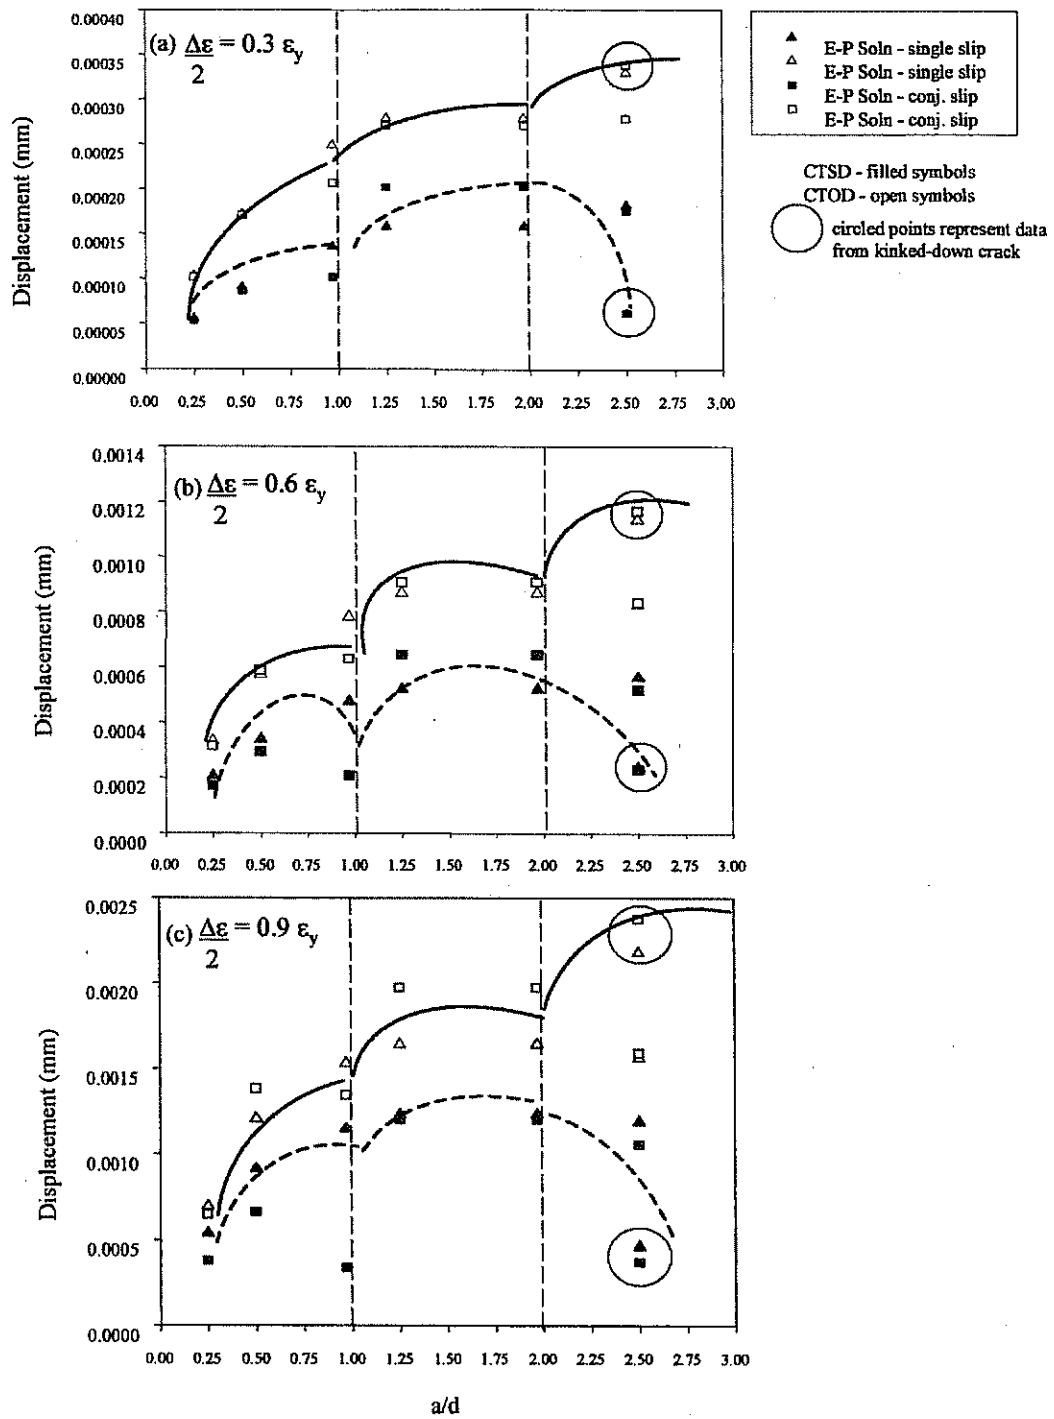 0.00040
0.00035
0.00030
0.00025
0.00020
0.00015
0.00010
0.00005
0.00000
Displacement (mm)
(a) Δε = 0.3 εy
2
0.00 0.25 0.50 0.75 1.00 1.25 1.50 1.75 2.00 2.25 2.50 2.75 3.00
E-P Soln - single slip
E-P Soln - single slip
E-P Soln - conj. slip
E-P Soln - conj. slip
CTSD - filled symbols
CTOD - open symbols
circled points represent data
from kinked-down crack
0.0014
0.0012
0.0010
0.0008
0.0006
0.0004
0.0002
0.0000
Displacement (mm)
(b) Δε = 0.6 εy
2
0.00 0.25 0.50 0.75 1.00 1.25 1.50 1.75 2.00 2.25 2.50 2.75 3.00
0.0025
0.0020
0.0015
0.0010
0.0005
0.0000
Displacement (mm)
(c) Δε = 0.9 εy
2
0.00 0.25 0.50 0.75 1.00 1.25 1.50 1.75 2.00 2.25 2.50 2.75 3.00
a/d